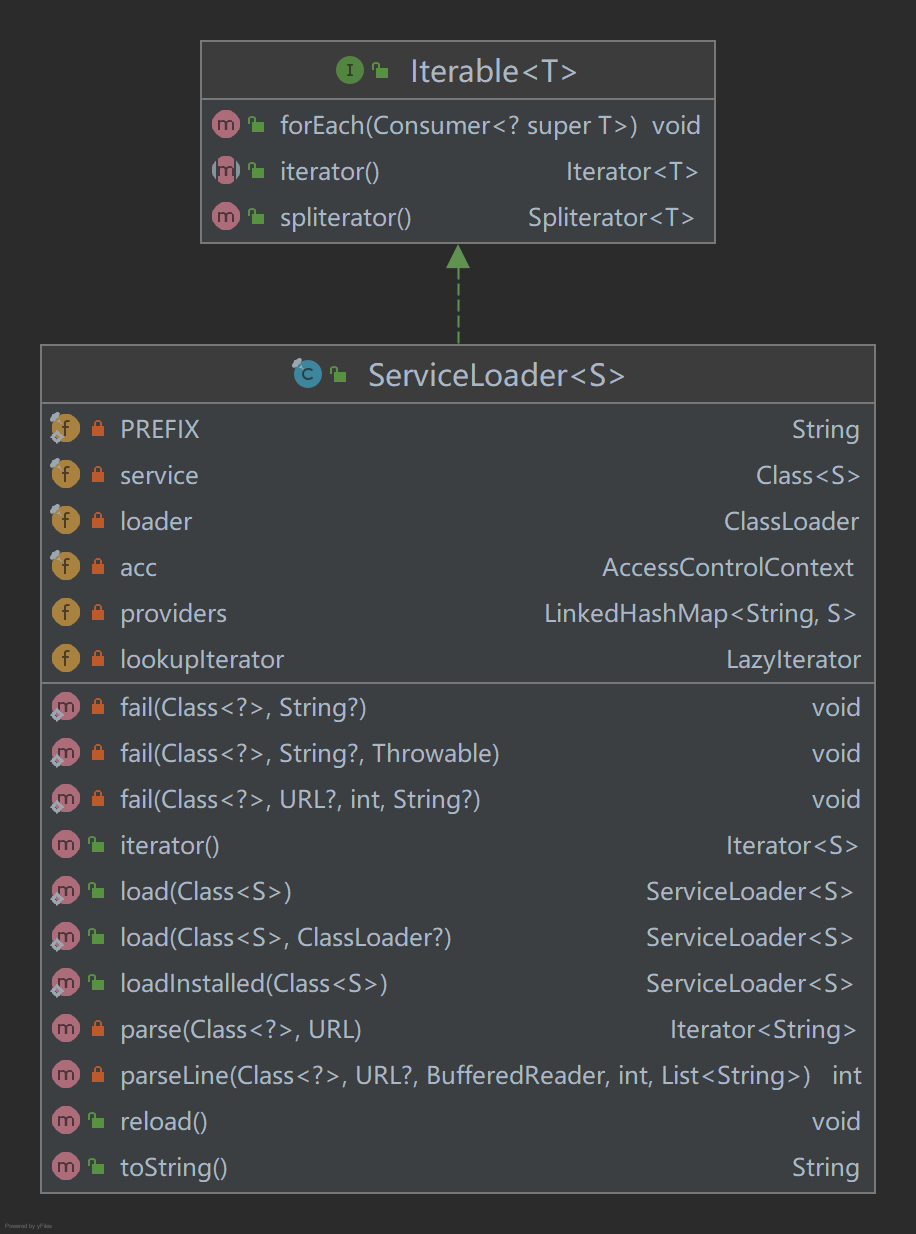 Iterable<T>
forEach(Consumer<? super T>) void
iterator() Iterator<T>
spliterator() Spliterator<T>
ServiceLoader<S>
PREFIX String
service Class<S>
loader ClassLoader
acc AccessControlContext
providers LinkedHashMap<String, S>
lookupIterator LazyIterator
fail(Class<?>, String?) void
fail(Class<?>, String?, Throwable) void
fail(Class<?>, URL?, int, String?) void
iterator() Iterator<S>
load(Class<S>) ServiceLoader<S>
load(Class<S>, ClassLoader?) ServiceLoader<S>
loadInstalled(Class<S>) ServiceLoader<S>
parse(Class<?>, URL) Iterator<String>
parseLine(Class<?>, URL?, BufferedReader, int, List<String>) int
reload() void
toString() String
Powered by yFiles